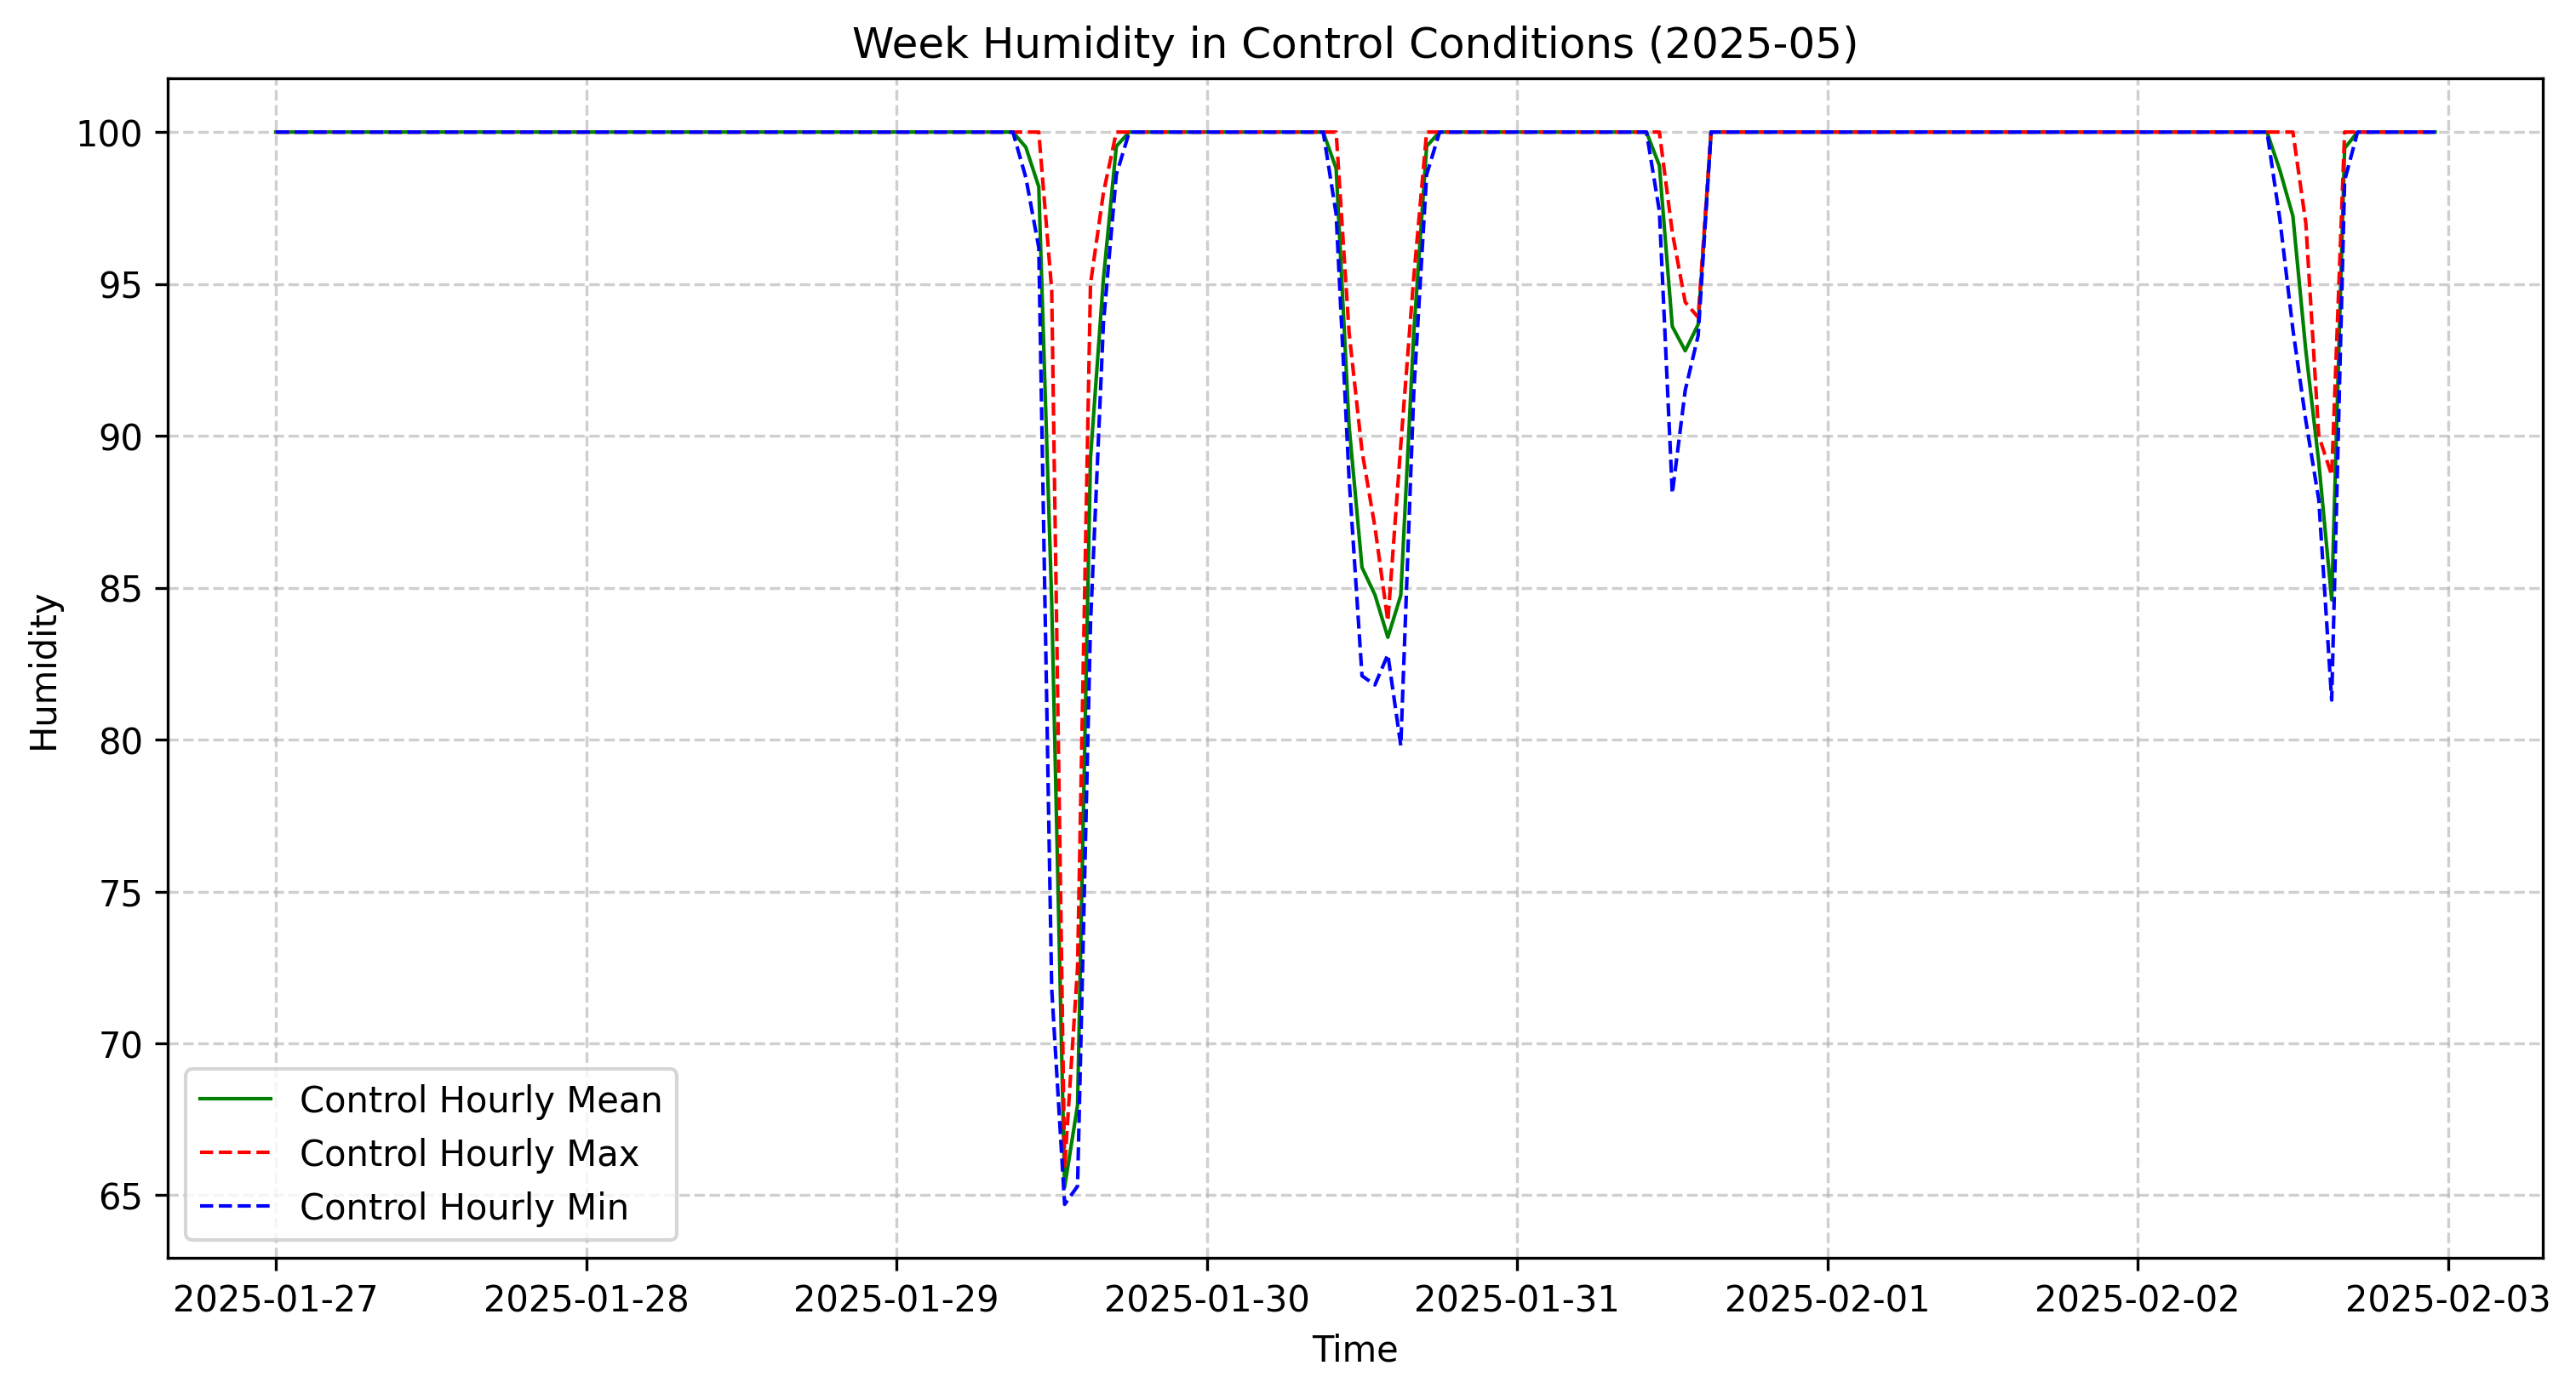 Week Humidity in Control Conditions (2025-05)
100
95
90
85
80
75
70
65
Humidity
Control Hourly Mean
Control Hourly Max
Control Hourly Min
2025-01-27 2025-01-28 2025-01-29 2025-01-30 2025-01-31 2025-02-01 2025-02-02 2025-02-03
Time